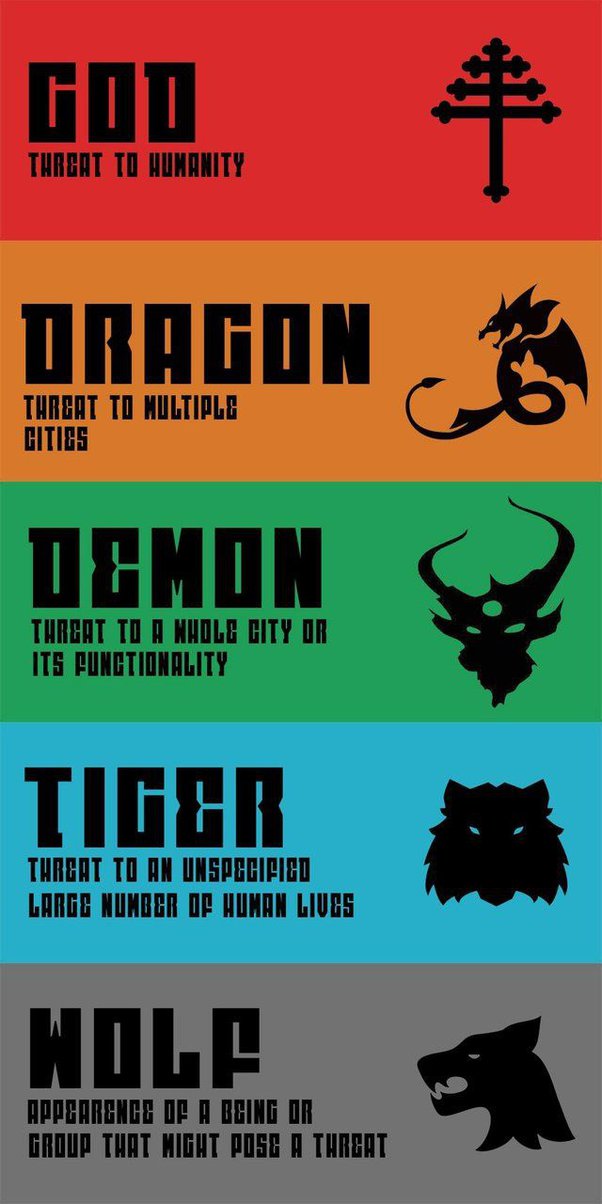 GOD
THREAT TO HUMANITY
DRAGON
THREAT TO MULTIPLE
CITIES
DEMON
THREAT TO A WHOLE CITY OR
ITS FUNCTIONALITY
TIGER
THREAT TO AN UNSPECIFIED
LARGE NUMBER OF HUMAN LIVES
WOLF
APPEARENCE OF A BEING OR
GROUP THAT MIGHT POSE A THREAT